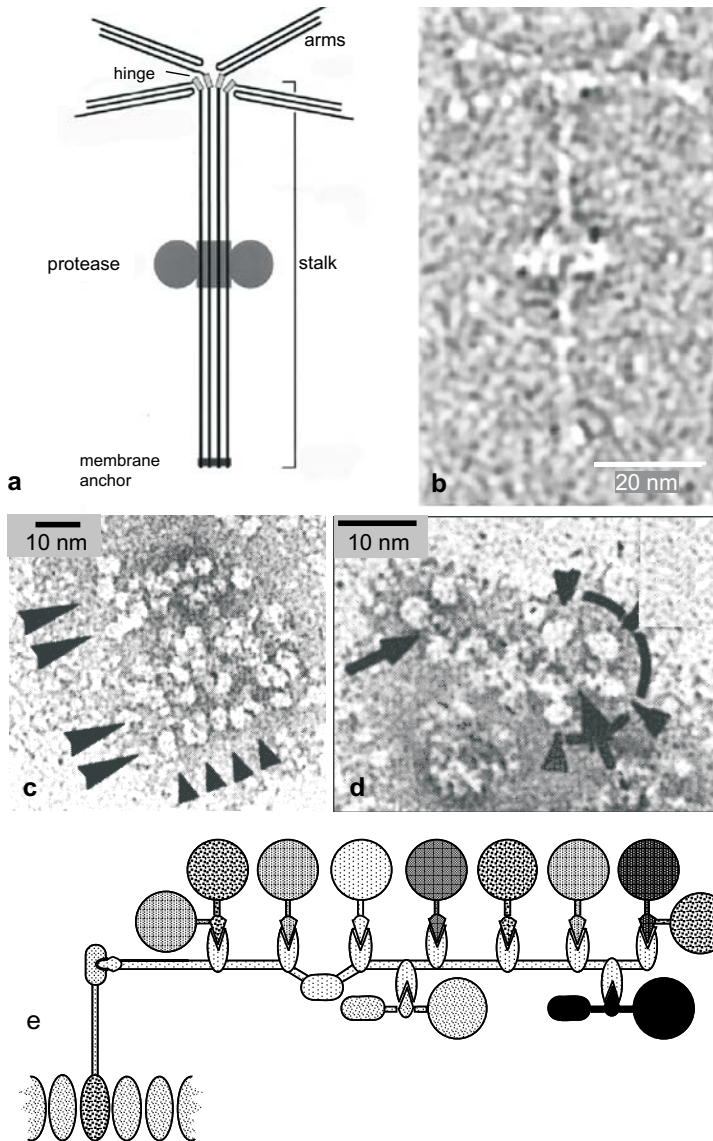 arms
hinge
protease
stalk
membrane
anchor
a
b
20 nm
10 nm
10 nm
c
d
e